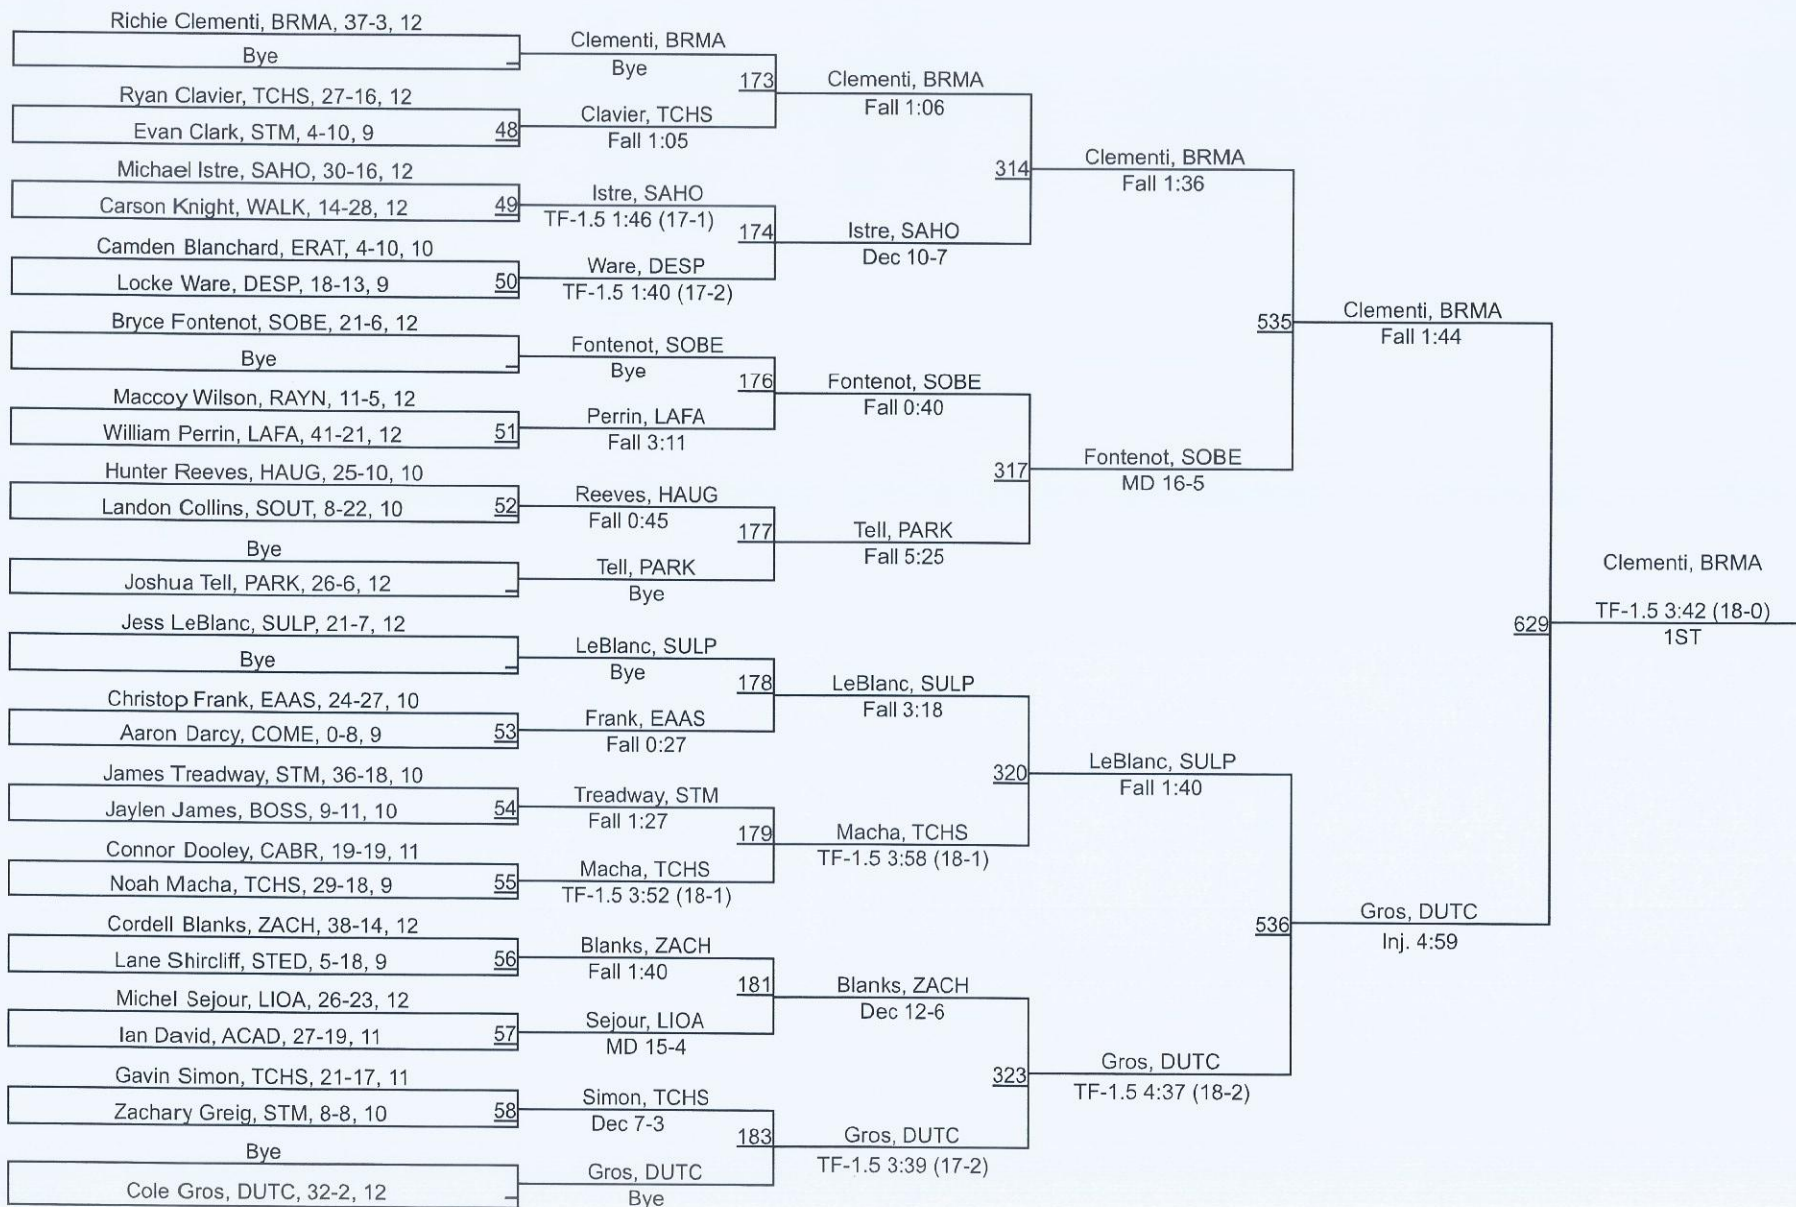 Richie Clementi, BRMA, 37-3, 12
Bye
Ryan Clavier, TCHS, 27-16, 12
Evan Clark, STM, 4-10, 9
48
Michael Istre, SAHO, 30-16, 12
Carson Knight, WALK, 14-28, 12
49
Camden Blanchard, ERAT, 4-10, 10
Locke Ware, DESP, 18-13, 9
50
Bryce Fontenot, SOBE, 21-6, 12
Bye
Maccoy Wilson, RAYN, 11-5, 12
William Perrin, LAFA, 41-21, 12
51
Hunter Reeves, HAUG, 25-10, 10
Landon Collins, SOUT, 8-22, 10
52
Bye
Joshua Tell, PARK, 26-6, 12
Jess LeBlanc, SULP, 21-7, 12
Bye
Christop Frank, EAAS, 24-27, 10
Aaron Darcy, COME, 0-8, 9
53
James Treadway, STM, 36-18, 10
Jaylen James, BOSS, 9-11, 10
54
Connor Dooley, CABR, 19-19, 11
Noah Macha, TCHS, 29-18, 9
55
Cordell Blanks, ZACH, 38-14, 12
Lane Shircliff, STED, 5-18, 9
56
Michel Sejour, LIOA, 26-23, 12
Ian David, ACAD, 27-19, 11
57
Gavin Simon, TCHS, 21-17, 11
Zachary Greig, STM, 8-8, 10
58
Bye
Cole Gros, DUTC, 32-2, 12
Clementi, BRMA
Bye
173
Clavier, TCHS
Fall 1:05
Istre, SAHO
TF-1.5 1:46 (17-1)
174
Ware, DESP
TF-1.5 1:40 (17-2)
Fontenot, SOBE
Bye
176
Perrin, LAFA
Fall 3:11
Reeves, HAUG
Fall 0:45
177
Tell, PARK
Bye
LeBlanc, SULP
Bye
178
Frank, EAAS
Fall 0:27
Treadway, STM
Fall 1:27
179
Macha, TCHS
TF-1.5 3:52 (18-1)
Blanks, ZACH
Fall 1:40
181
Sejour, LIOA
MD 15-4
Simon, TCHS
Dec 7-3
183
Gros, DUTC
Bye
Clementi, BRMA
Fall 1:06
314
Istre, SAHO
Dec 10-7
Fontenot, SOBE
Fall 0:40
317
Tell, PARK
Fall 5:25
LeBlanc, SULP
Fall 3:18
320
Macha, TCHS
TF-1.5 3:58 (18-1)
Blanks, ZACH
Dec 12-6
323
Gros, DUTC
TF-1.5 3:39 (17-2)
Clementi, BRMA
Fall 1:36
535
Fontenot, SOBE
MD 16-5
LeBlanc, SULP
Fall 1:40
536
Gros, DUTC
TF-1.5 4:37 (18-2)
Clementi, BRMA
Fall 1:44
629
Gros, DUTC
Inj. 4:59
Clementi, BRMA
TF-1.5 3:42 (18-0)
1ST